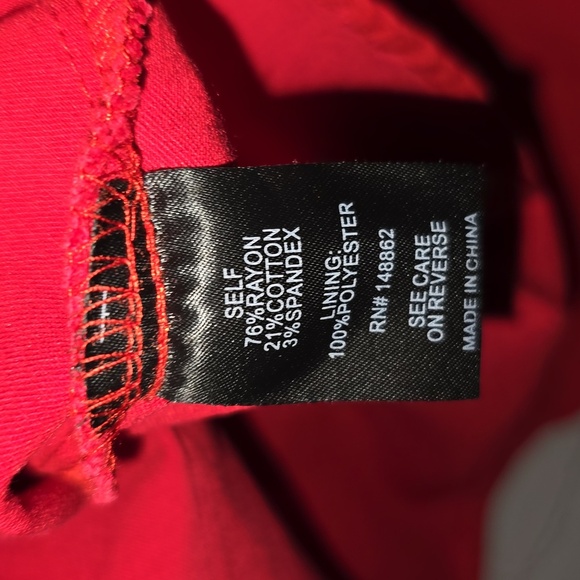 SELF
76%RAYON
21%COTTON
3%SPANDEX
LINING:
100%POLYESTER
RN# 148862
SEE CARE
ON REVERSE
MADE IN CHINA